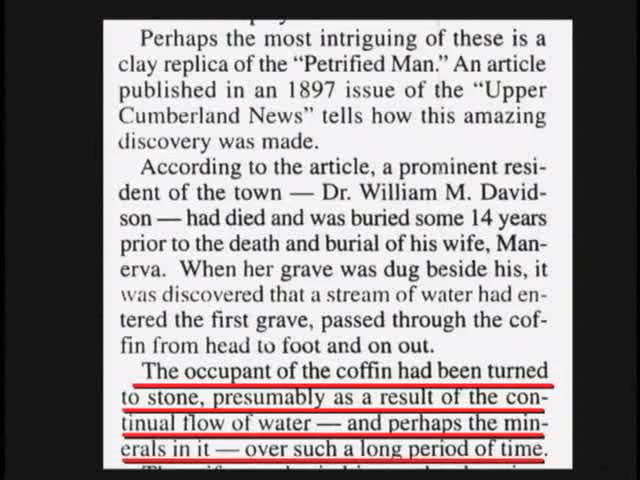 Perhaps the most intriguing of these is a
clay replica of the “Petrified Man.” An article
published in an 1897 issue of the “Upper
Cumberland News” tells how this amazing
discovery was made.
According to the article, a prominent resi-
dent of the town — Dr. William M. David-
son — had died and was buried some 14 years
prior to the death and burial of his wife, Man-
erva. When her grave was dug beside his, it
was discovered that a stream of water had en-
tered the first grave, passed through the cof-
fin from head to foot and on out.
The occupant of the coffin had been turned
to stone, presumably as a result of the con-
tinual flow of water — and perhaps the min-
erals in it — over such a long period of time.